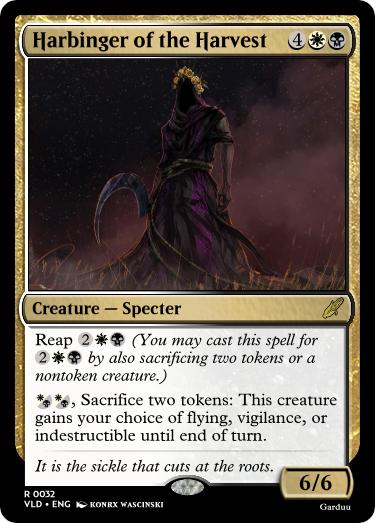 Harbinger of the Harvest 4
Creature — Specter
Reap 2 (You may cast this spell for
2 by also sacrificing two tokens or a
nontoken creature.)
, Sacrifice two tokens: This creature
gains your choice of flying, vigilance, or
indestructible until end of turn.
It is the sickle that cuts at the roots.
6/6
R 0032
VLD • ENG KONRX WASCINSKI
Garduu